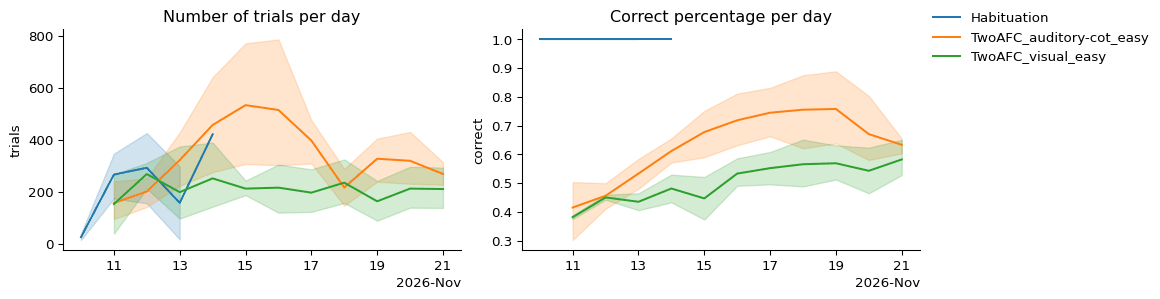 Number of trials per day
trials
800
600
400
200
0
11
13
15
17
19
21
2026-Nov
Correct percentage per day
correct
1.0
0.9
0.8
0.7
0.6
0.5
0.4
0.3
11
13
15
17
19
21
2026-Nov
Habituation
TwoAFC_auditory-cot_easy
TwoAFC_visual_easy